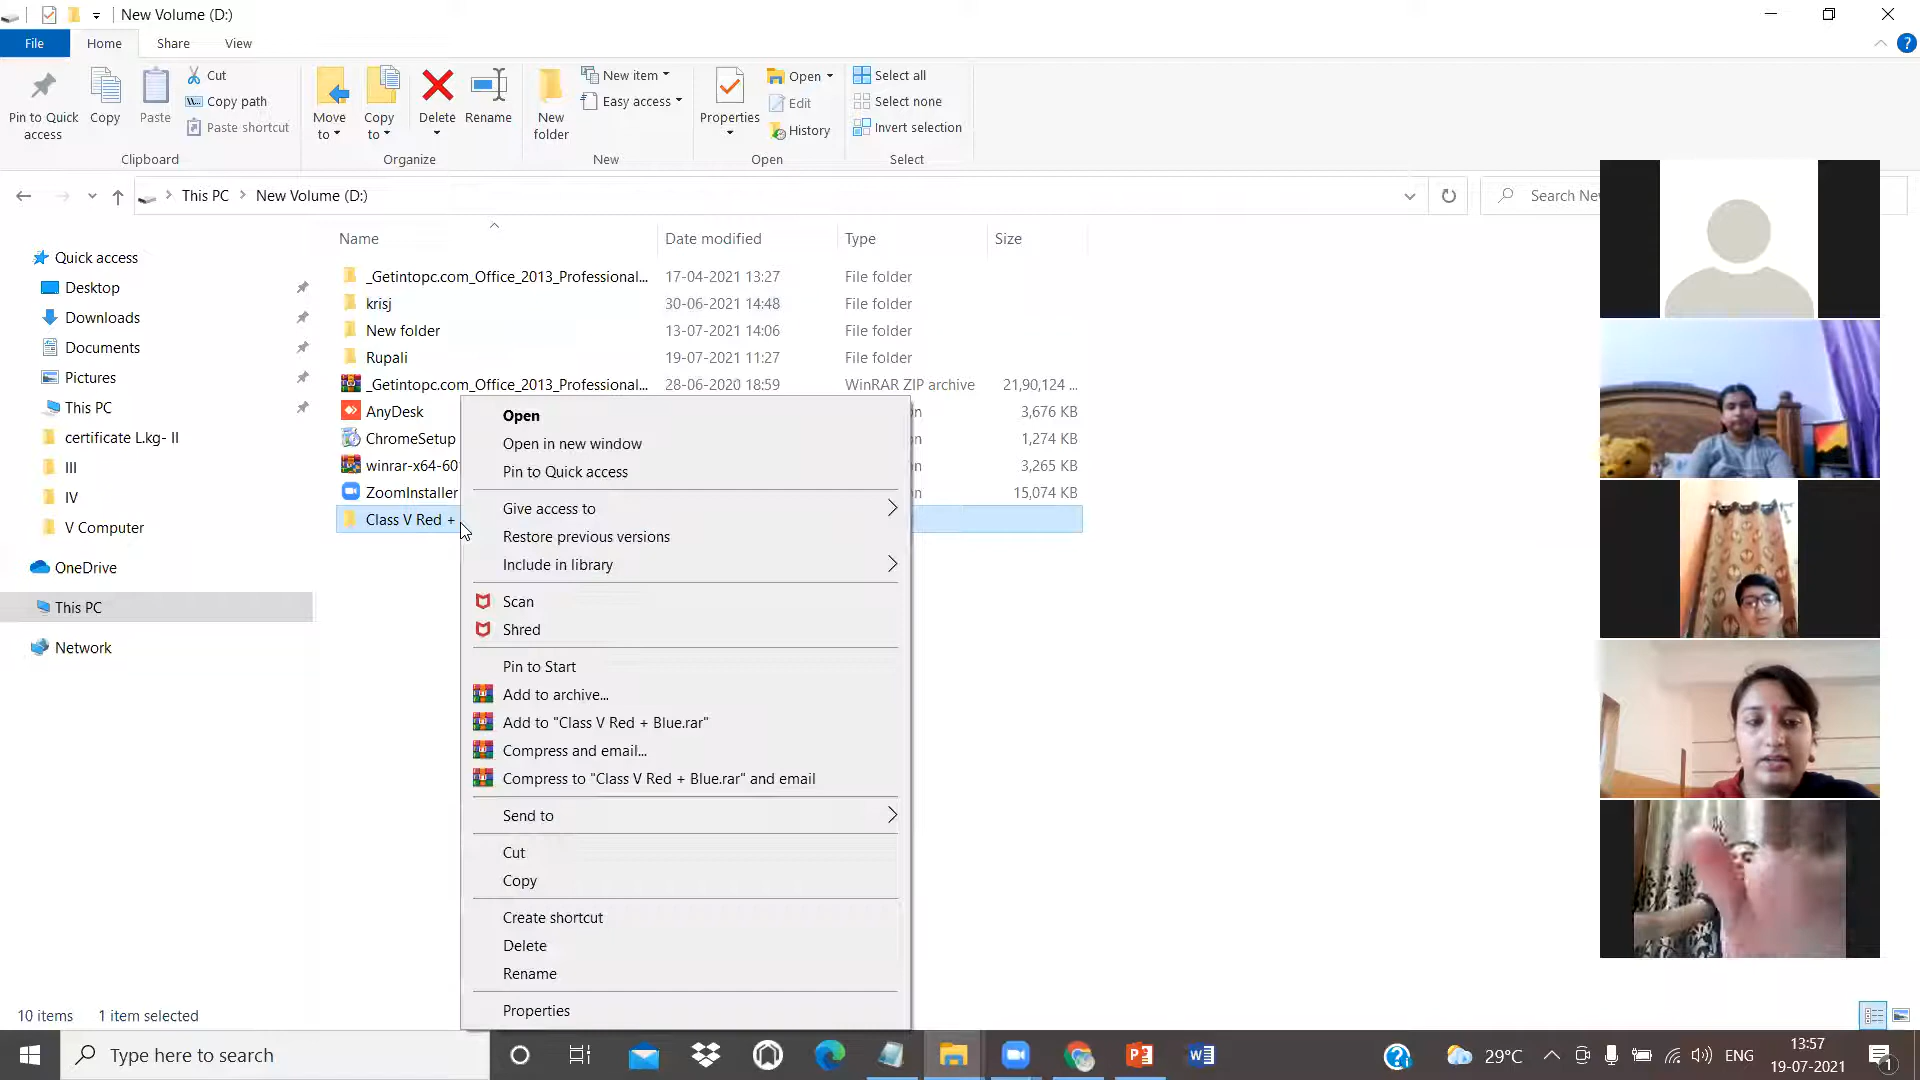 New Volume (D:)
File Home Share View
Pin to Quick access
Copy
Paste
Cut
Copy path
Paste shortcut
Clipboard
Move to
Copy to
Delete
Rename
Organize
New folder
New item
Easy access
New
Properties
Open
Edit
History
Open
Select all
Select none
Invert selection
Select
This PC New Volume (D:)
Search Ne
Name Date modified Type Size
Quick access
Desktop
Downloads
Documents
Pictures
This PC
certificate L.kg- II
III
IV
V Computer
OneDrive
This PC
Network
_Getintopc.com_Office_2013_Professional... 17-04-2021 13:27 File folder
krisj 30-06-2021 14:48 File folder
New folder 13-07-2021 14:06 File folder
Rupali 19-07-2021 11:27 File folder
_Getintopc.com_Office_2013_Professional... 28-06-2020 18:59 WinRAR ZIP archive 21,90,124 ...
AnyDesk on 3,676 KB
ChromeSetup on 1,274 KB
winrar-x64-60 on 3,265 KB
ZoomInstaller on 15,074 KB
Class V Red +
Open
Open in new window
Pin to Quick access
Give access to
Restore previous versions
Include in library
Scan
Shred
Pin to Start
Add to archive...
Add to "Class V Red + Blue.rar"
Compress and email...
Compress to "Class V Red + Blue.rar" and email
Send to
Cut
Copy
Create shortcut
Delete
Rename
Properties
10 items 1 item selected
Type here to search
29°C
ENG
13:57
19-07-2021
1